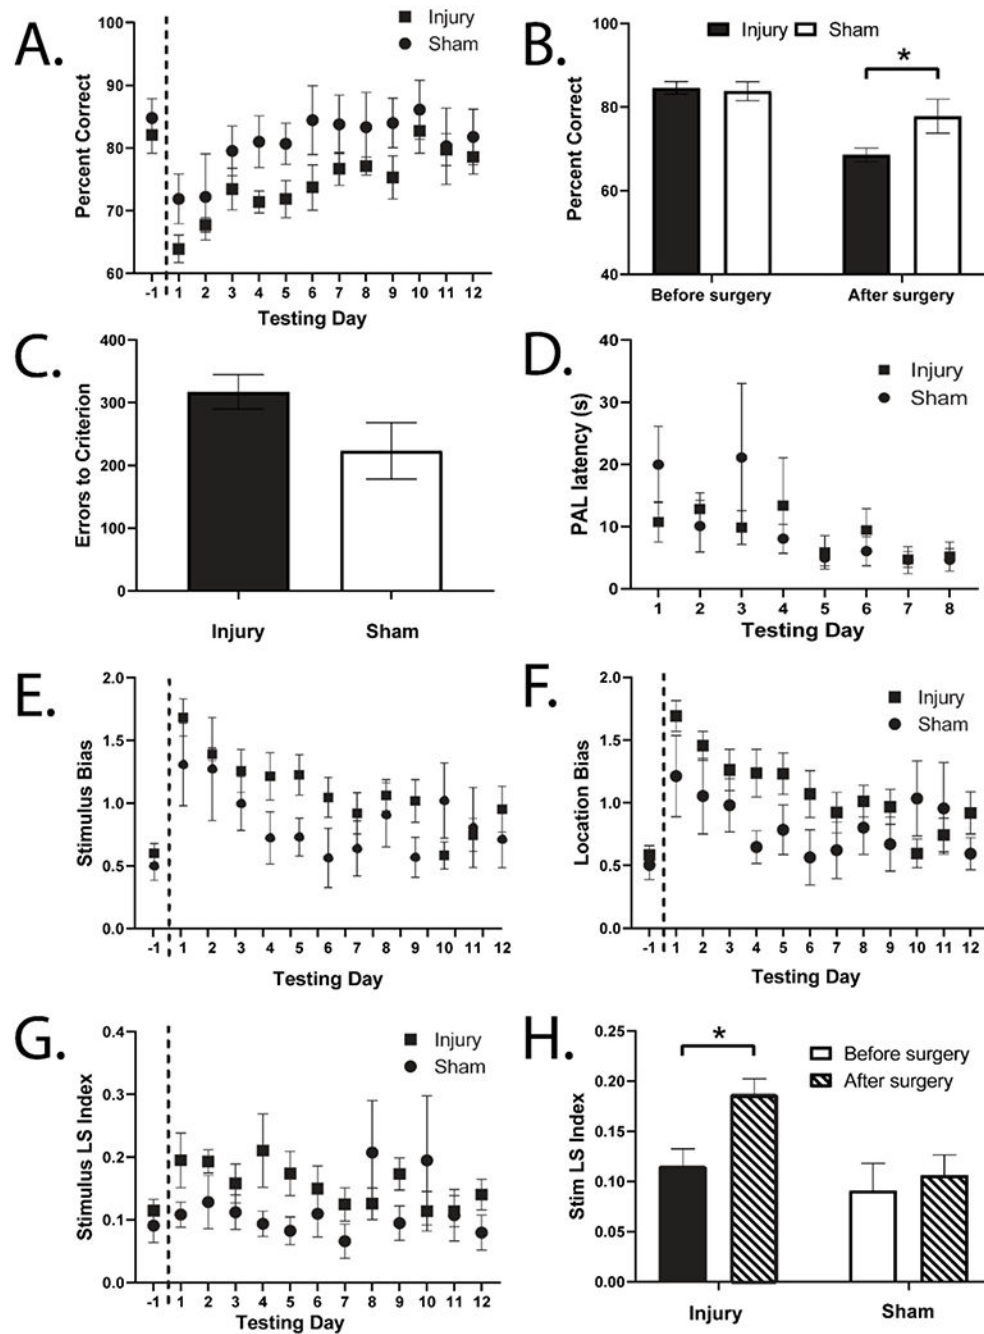 A.
Percent Correct
100
90
80
70
60
Injury
Sham
-1 1 2 3 4 5 6 7 8 9 10 11 12
Testing Day
B.
Percent Correct
100
80
60
40
Injury Sham
*
Before surgery After surgery
C.
Errors to Criterion
400
300
200
100
0
Injury Sham
D.
PAL latency (s)
40
30
20
10
0
Injury
Sham
1 2 3 4 5 6 7 8
Testing Day
E.
Stimulus Bias
2.0
1.5
1.0
0.5
0.0
-1 1 2 3 4 5 6 7 8 9 10 11 12
Testing Day
F.
Location Bias
2.0
1.5
1.0
0.5
0.0
Injury
Sham
-1 1 2 3 4 5 6 7 8 9 10 11 12
Testing Day
G.
Stimulus LS Index
0.4
0.3
0.2
0.1
0.0
Injury
Sham
-1 1 2 3 4 5 6 7 8 9 10 11 12
Testing Day
H.
Stim LS Index
0.25
0.20
0.15
0.10
0.05
0.00
*
Before surgery
After surgery
Injury Sham